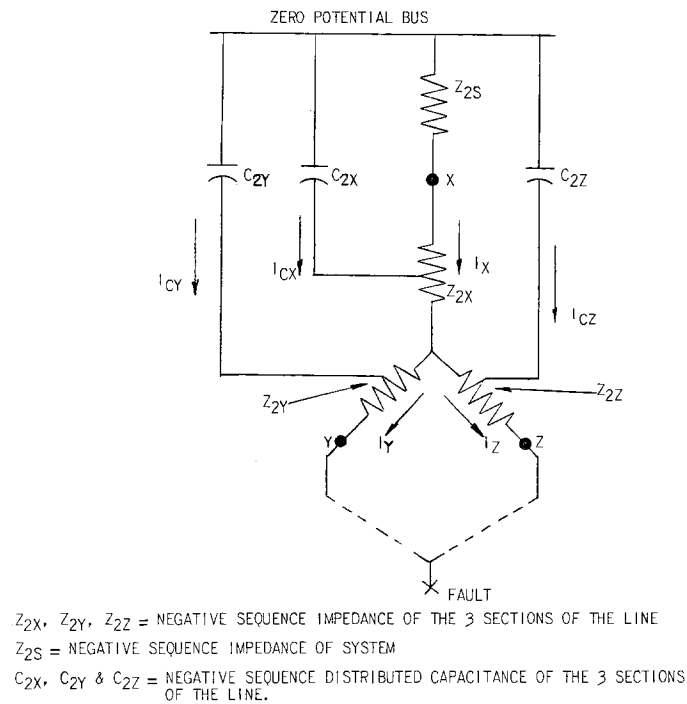 ZERO POTENTIAL BUS
Z2S
C2Y
C2X
X
C2Z
ICY
ICX
IX
Z2X
ICZ
Z2Y
Z2Z
Y
IY
IZ
Z
FAULT
Z2X, Z2Y, Z2Z = NEGATIVE SEQUENCE IMPEDANCE OF THE 3 SECTIONS OF THE LINE
Z2S = NEGATIVE SEQUENCE IMPEDANCE OF SYSTEM
C2X, C2Y & C2Z = NEGATIVE SEQUENCE DISTRIBUTED CAPACITANCE OF THE 3 SECTIONS
OF THE LINE.